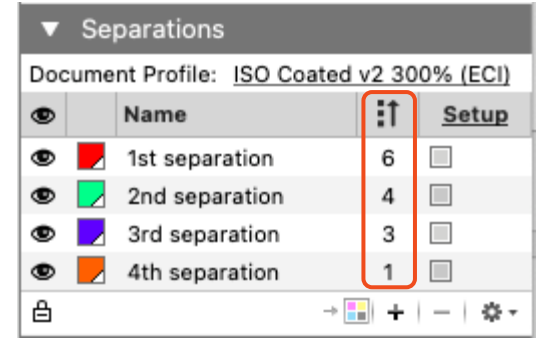 Separations
Document Profile: ISO Coated v2 300% (ECI)
Name Setup
1st separation 6
2nd separation 4
3rd separation 3
4th separation 1